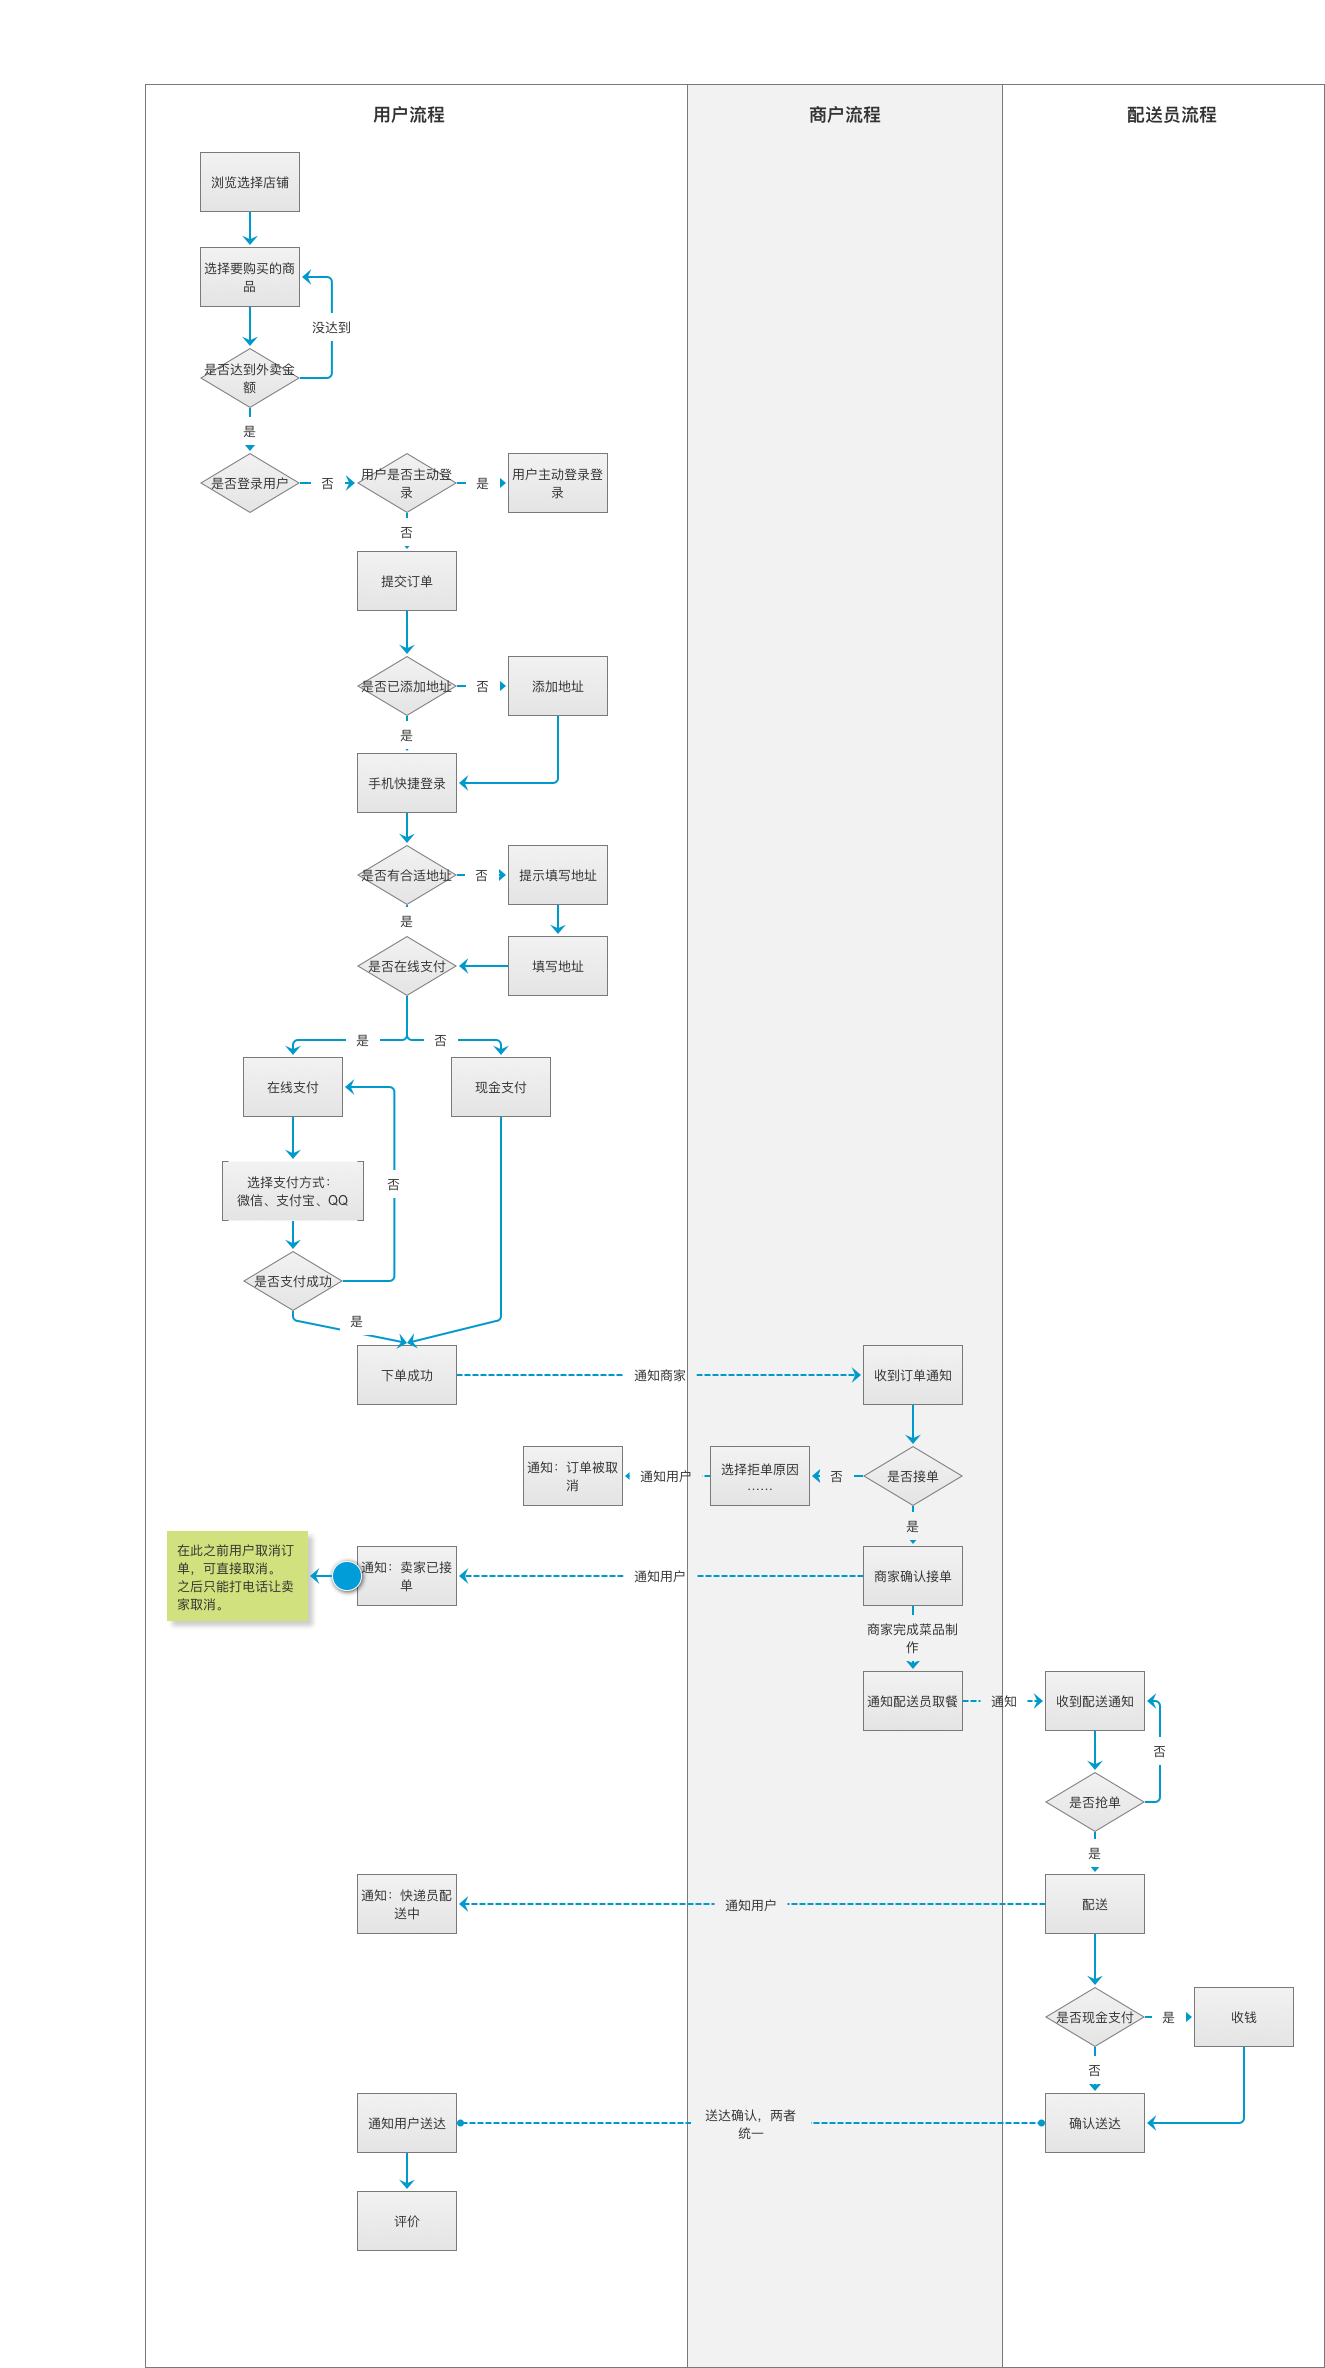 用户流程
商户流程
配送员流程
浏览选择店铺
选择要购买的商
品
没达到
是否达到外卖金
额
是
是否登录用户
否
用户是否主动登
录
是
用户主动登录登
录
否
提交订单
是否已添加地址
否
添加地址
是
手机快捷登录
是否有合适地址
否
提示填写地址
是
是否在线支付
填写地址
是
否
在线支付
现金支付
选择支付方式：
微信、支付宝、QQ
否
是否支付成功
是
下单成功
通知商家
收到订单通知
通知：订单被取
消
通知用户
选择拒单原因
……
否
是否接单
是
在此之前用户取消订
单，可直接取消。
之后只能打电话让卖
家取消。
通知：卖家已接
单
通知用户
商家确认接单
商家完成菜品制
作
通知配送员取餐
通知
收到配送通知
否
是否抢单
是
通知：快递员配
送中
通知用户
配送
是否现金支付
是
收钱
否
通知用户送达
送达确认，两者
统一
确认送达
评价